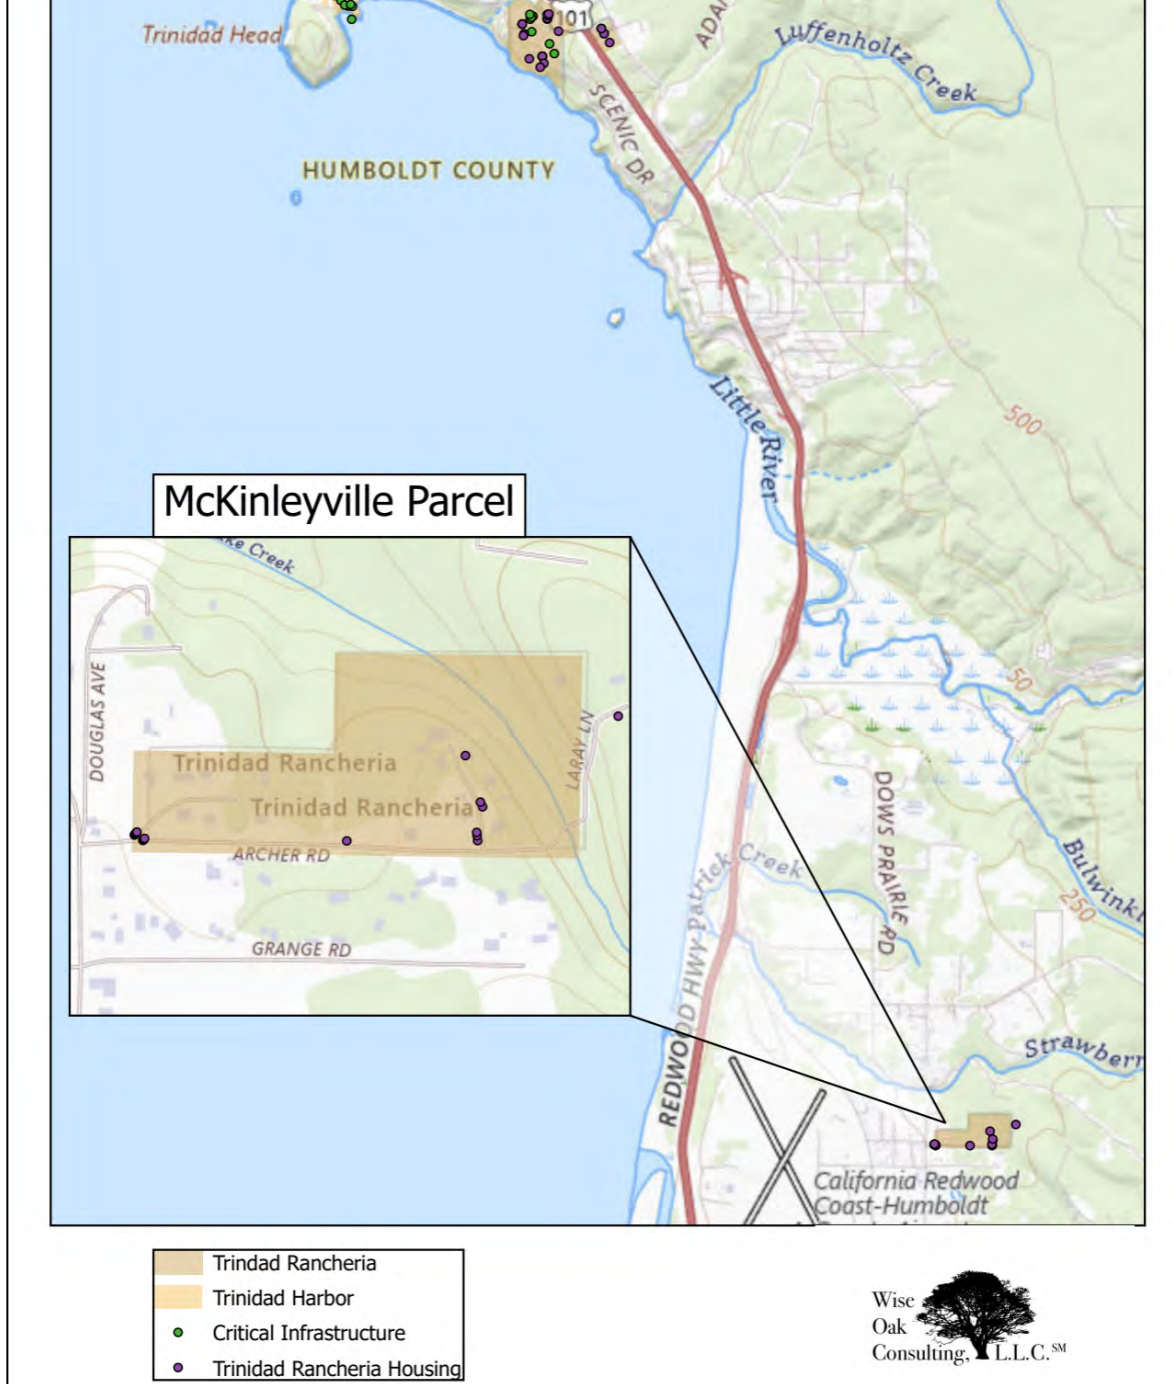 Trinidad Head
101
Luffenholtz Creek
SCENIC DR
HUMBOLDT COUNTY
Little River
500
McKinleyville Parcel
Creek
DOUGLAS AVE
Trinidad Rancheria
Trinidad Rancheria
LARAY LN
ARCHER RD
GRANGE RD
50
DOWS PRAIRIE RD
Patrick Creek
Bulwinkl
250
REDWOOD HWY
Strawberr
California Redwood
Coast-Humboldt
Trindad Rancheria
Trinidad Harbor
Critical Infrastructure
Trinidad Rancheria Housing
Wise
Oak
Consulting, L.L.C. SM